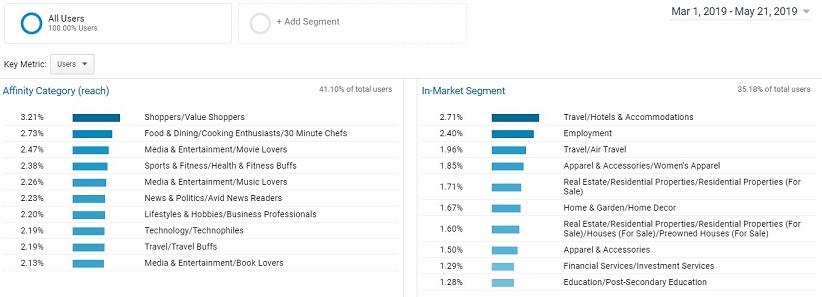 All Users
100.00% Users
+ Add Segment
Mar 1, 2019 - May 21, 2019
Key Metric: Users
Affinity Category (reach)
41.10% of total users
3.21% Shoppers/Value Shoppers
2.73% Food & Dining/Cooking Enthusiasts/30 Minute Chefs
2.47% Media & Entertainment/Movie Lovers
2.38% Sports & Fitness/Health & Fitness Buffs
2.26% Media & Entertainment/Music Lovers
2.23% News & Politics/Avid News Readers
2.20% Lifestyles & Hobbies/Business Professionals
2.19% Technology/Technophiles
2.19% Travel/Travel Buffs
2.13% Media & Entertainment/Book Lovers
In-Market Segment
35.18% of total users
2.71% Travel/Hotels & Accommodations
2.40% Employment
1.96% Travel/Air Travel
1.85% Apparel & Accessories/Women's Apparel
1.71% Real Estate/Residential Properties/Residential Properties (For
Sale)
1.67% Home & Garden/Home Decor
1.60% Real Estate/Residential Properties/Residential Properties (For
Sale)/Houses (For Sale)/Preowned Houses (For Sale)
1.50% Apparel & Accessories
1.29% Financial Services/Investment Services
1.28% Education/Post-Secondary Education